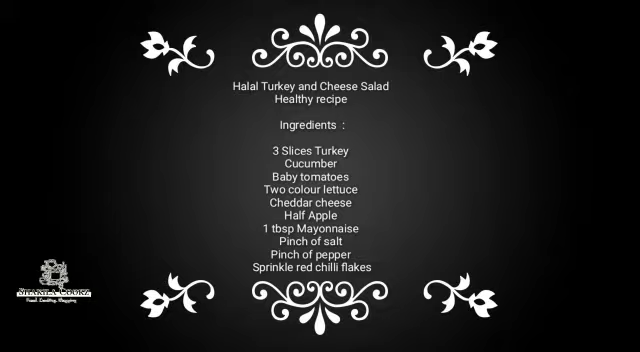 Halal Turkey and Cheese Salad
Healthy recipe
Ingredients :
3 Slices Turkey
Cucumber
Baby tomatoes
Two colour lettuce
Cheddar cheese
Half Apple
1 tbsp Mayonnaise
Pinch of salt
Pinch of pepper
Sprinkle red chilli flakes